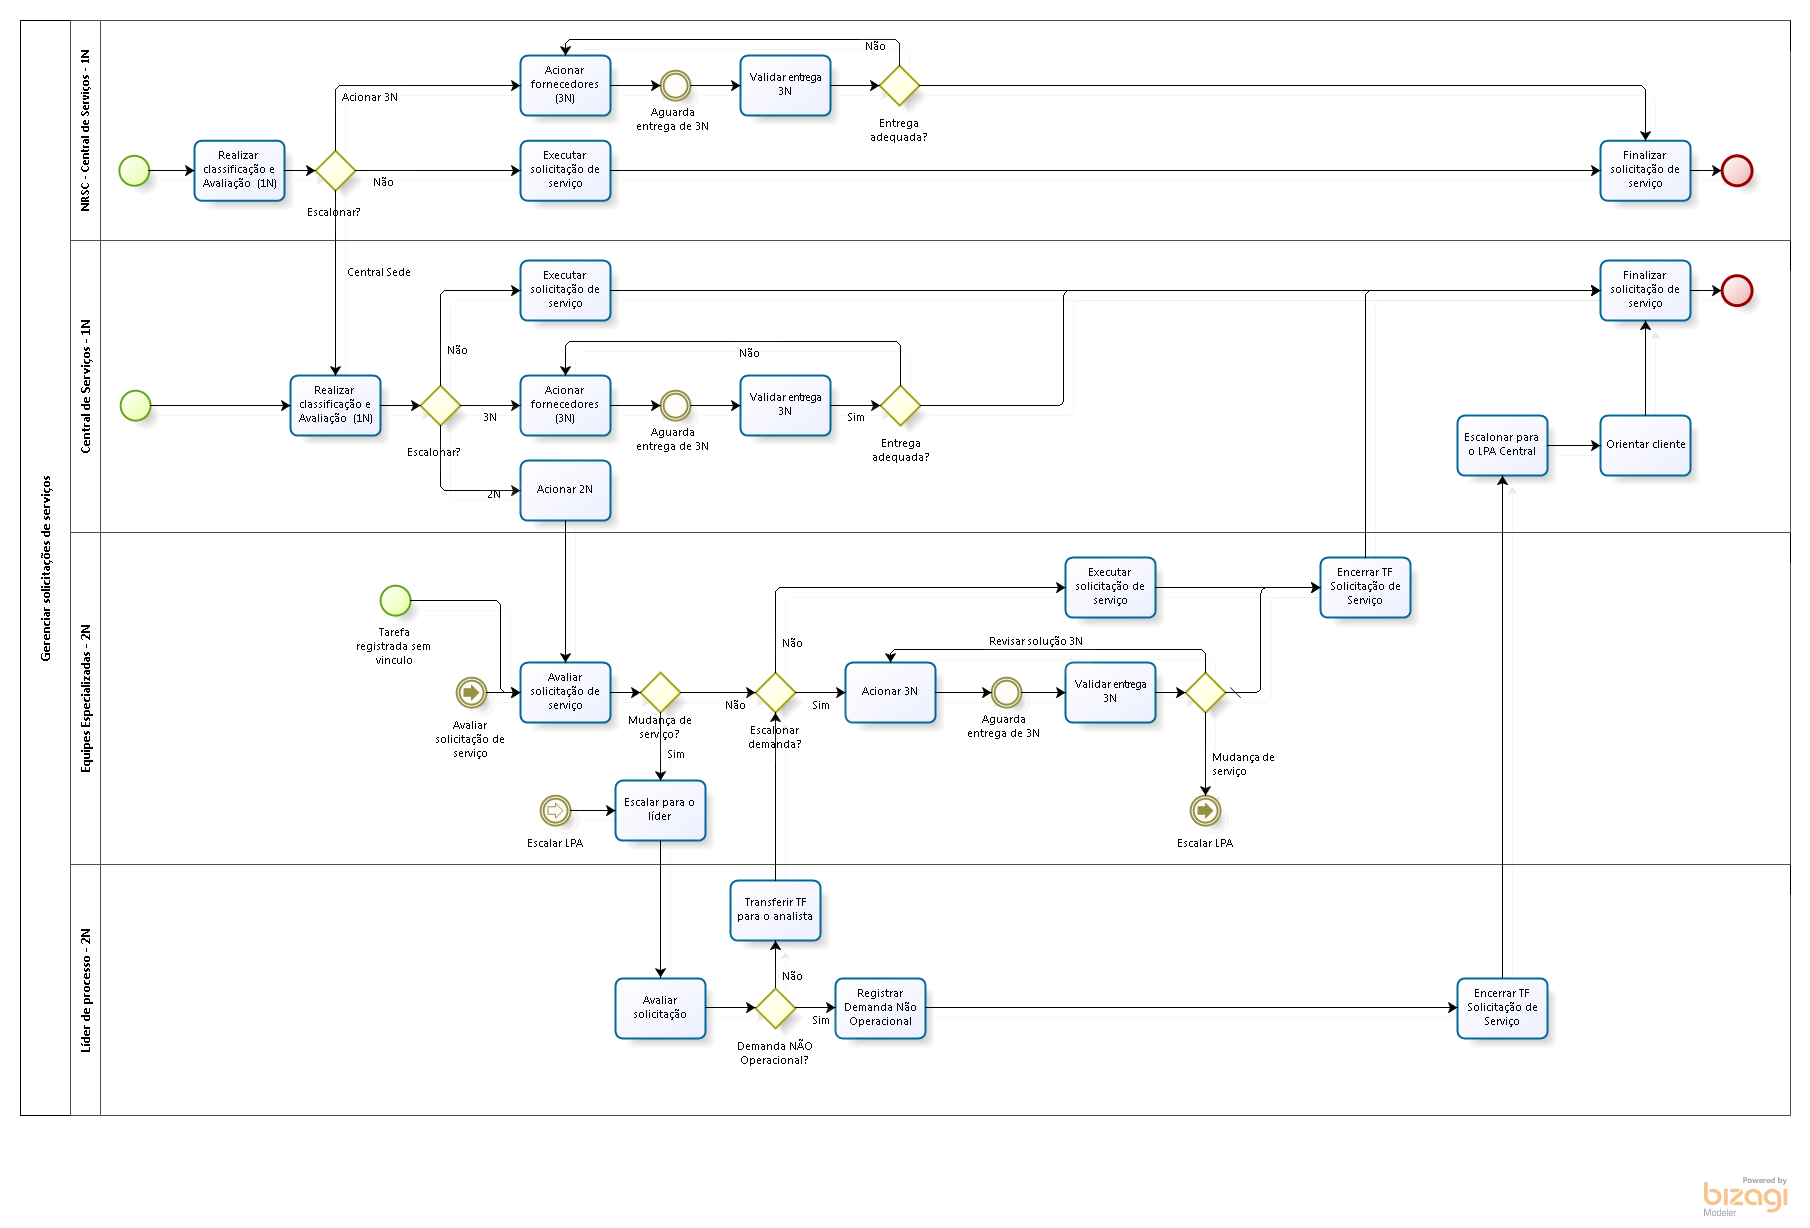 Gerenciar solicitações de serviços
NRSC - Central de Serviços - 1N
Realizar
classificação e
Avaliação (1N)
Escalonar?
Acionar 3N
Não
Central Sede
Acionar
fornecedores
(3N)
Aguarda
entrega de 3N
Validar entrega
3N
Não
Entrega
adequada?
Executar
solicitação de
serviço
Finalizar
solicitação de
serviço
Central de Serviços - 1N
Realizar
classificação e
Avaliação (1N)
Escalonar?
Não
3N
2N
Executar
solicitação de
serviço
Acionar
fornecedores
(3N)
Aguarda
entrega de 3N
Não
Validar entrega
3N
Sim
Entrega
adequada?
Acionar 2N
Finalizar
solicitação de
serviço
Escalonar para
o LPA Central
Orientar cliente
Equipes Especializadas - 2N
Tarefa
registrada sem
vinculo
Avaliar
solicitação de
serviço
Avaliar
solicitação de
serviço
Mudança de
serviço?
Não
Sim
Escalar LPA
Escalar para o
líder
Escalonar
demanda?
Não
Sim
Executar
solicitação de
serviço
Encerrar TF
Solicitação de
Serviço
Revisar solução 3N
Acionar 3N
Aguarda
entrega de 3N
Validar entrega
3N
Mudança de
serviço
Escalar LPA
Líder de processo - 2N
Transferir TF
para o analista
Não
Avaliar
solicitação
Demanda NÃO
Operacional?
Sim
Registrar
Demanda Não
Operacional
Encerrar TF
Solicitação de
Serviço
Powered by
bizagi
Modeler